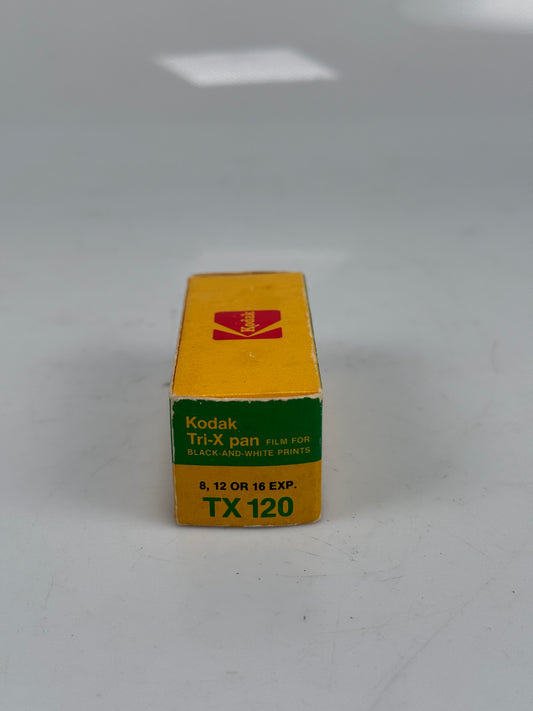 Kodak
Kodak
Tri-X pan FILM FOR
BLACK-AND-WHITE PRINTS
8, 12 OR 16 EXP.
TX 120